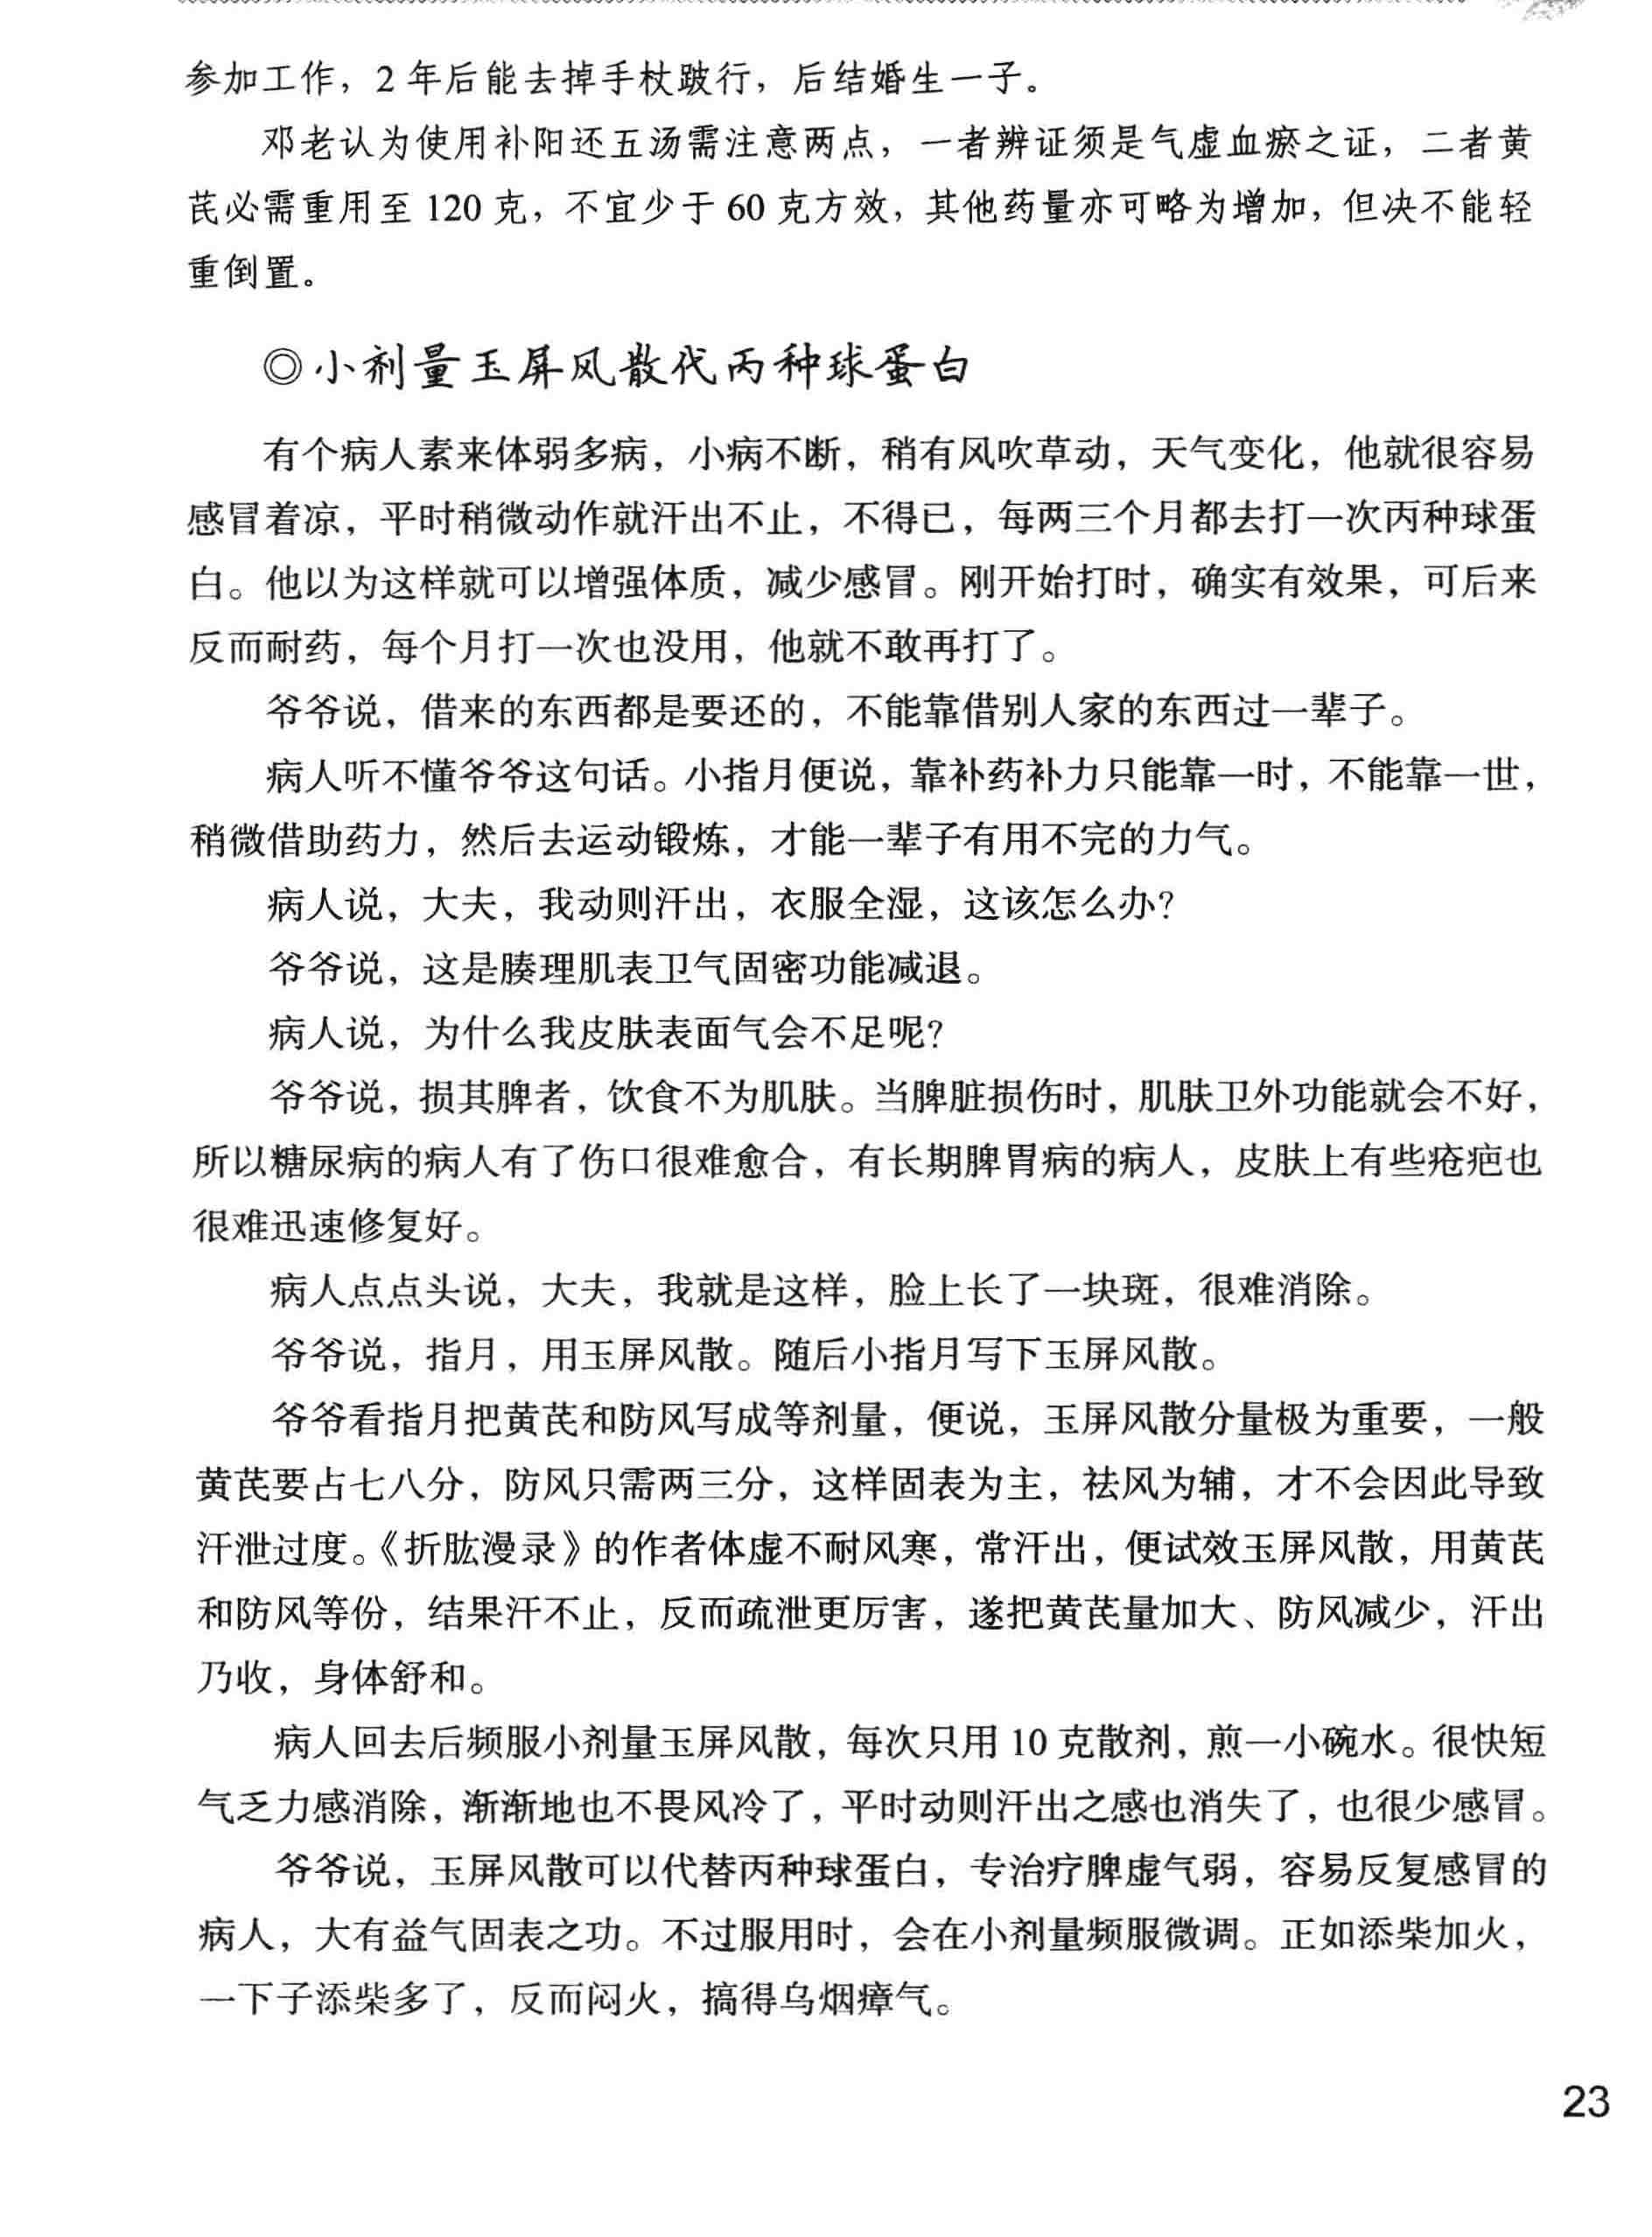 参加工作，2 年后能去掉手杖跛行，后结婚生一子。
邓老认为使用补阳还五汤需注意两点，一者辨证须是气虚血瘀之证，二者黄
芪必需重用至 120 克，不宜少于 60 克方效，其他药量亦可略为增加，但决不能轻
重倒置。
◎小剂量玉屏风散代丙种球蛋白
有个病人素来体弱多病，小病不断，稍有风吹草动，天气变化，他就很容易
感冒着凉，平时稍微动作就汗出不止，不得已，每两三个月都去打一次丙种球蛋
白。他以为这样就可以增强体质，减少感冒。刚开始打时，确实有效果，可后来
反而耐药，每个月打一次也没用，他就不敢再打了。
爷爷说，借来的东西都是要还的，不能靠借别人家的东西过一辈子。
病人听不懂爷爷这句话。小指月便说，靠补药补力只能靠一时，不能靠一世，
稍微借助药力，然后去运动锻炼，才能一辈子有用不完的力气。
病人说，大夫，我动则汗出，衣服全湿，这该怎么办？
爷爷说，这是腠理肌表卫气固密功能减退。
病人说，为什么我皮肤表面气会不足呢？
爷爷说，损其脾者，饮食不为肌肤。当脾脏损伤时，肌肤卫外功能就会不好，
所以糖尿病的病人有了伤口很难愈合，有长期脾胃病的病人，皮肤上有些疮疤也
很难迅速修复好。
病人点点头说，大夫，我就是这样，脸上长了一块斑，很难消除。
爷爷说，指月，用玉屏风散。随后小指月写下玉屏风散。
爷爷看指月把黄芪和防风写成等剂量，便说，玉屏风散分量极为重要，一般
黄芪要占七八分，防风只需两三分，这样固表为主，祛风为辅，才不会因此导致
汗泄过度。《折肱漫录》的作者体虚不耐风寒，常汗出，便试效玉屏风散，用黄芪
和防风等份，结果汗不止，反而疏泄更厉害，遂把黄芪量加大、防风减少，汗出
乃收，身体舒和。
病人回去后频服小剂量玉屏风散，每次只用 10 克散剂，煎一小碗水。很快短
气乏力感消除，渐渐地也不畏风冷了，平时动则汗出之感也消失了，也很少感冒。
爷爷说，玉屏风散可以代替丙种球蛋白，专治疗脾虚气弱，容易反复感冒的
病人，大有益气固表之功。不过服用时，会在小剂量频服微调。正如添柴加火，
一下子添柴多了，反而闷火，搞得乌烟瘴气。
23